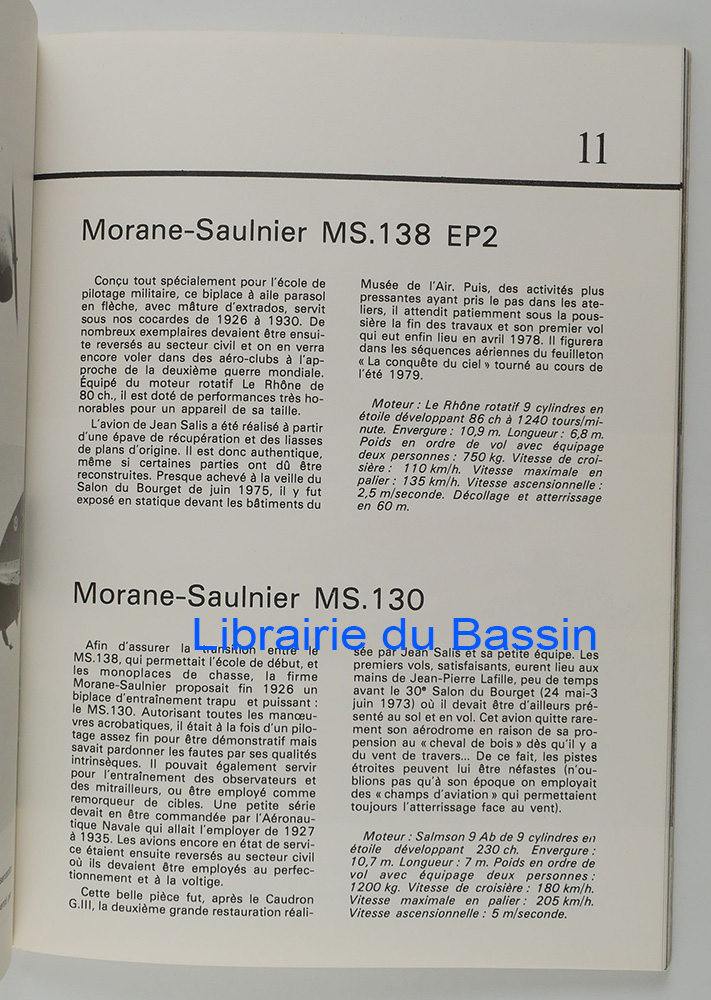 11
Morane-Saulnier MS.138 EP2
Conçu tout spécialement pour l'école de
pilotage militaire, ce biplace à aile parasol
en flèche, avec mâture d'extrados, servit
sous nos cocardes de 1926 à 1930. De
nombreux exemplaires devaient être ensui-
te reversés au secteur civil et on en verra
encore voler dans des aéro-clubs à l'ap-
proche de la deuxième guerre mondiale.
Équipé du moteur rotatif Le Rhône de
80 ch., il est doté de performances très ho-
norables pour un appareil de sa taille.
L'avion de Jean Salis a été réalisé à partir
d'une épave de récupération et des liasses
de plans d'origine. Il est donc authentique,
même si certaines parties ont dû être
reconstruites. Presque achevé à la veille du
Salon du Bourget de juin 1975, il y fut
exposé en statique devant les bâtiments du
Musée de l'Air. Puis, des activités plus
pressantes ayant pris le pas dans les ate-
liers, il attendit patiemment sous la pous-
sière la fin des travaux et son premier vol
qui eut enfin lieu en avril 1978. Il figurera
dans les séquences aériennes du feuilleton
« La conquête du ciel » tourné au cours de
l'été 1979.
Moteur : Le Rhône rotatif 9 cylindres en
étoile développant 86 ch à 1240 tours/mi-
nute. Envergure : 10,9 m. Longueur : 6,8 m.
Poids en ordre de vol avec équipage
deux personnes : 750 kg. Vitesse de croi-
sière : 110 km/h. Vitesse maximale en
palier : 135 km/h. Vitesse ascensionnelle :
2,5 m/seconde. Décollage et atterrissage
en 60 m.
Morane-Saulnier MS.130
Librairie du Bassin
Afin d'assurer la transition entre le
MS.138, qui permettait l'école de début, et
les monoplaces de chasse, la firme
Morane-Saulnier proposait fin 1926 un
biplace d'entraînement trapu et puissant :
le MS.130. Autorisant toutes les manœu-
vres acrobatiques, il était à la fois d'un pilo-
tage assez fin pour être démonstratif mais
savait pardonner les fautes par ses qualités
intrinsèques. Il pouvait également servir
pour l'entraînement des observateurs et
des mitrailleurs, ou être employé comme
remorqueur de cibles. Une petite série
devait en être commandée par l'Aéronau-
tique Navale qui allait l'employer de 1927
à 1935. Les avions encore en état de servi-
ce étaient ensuite reversés au secteur civil
où ils devaient être employés au perfec-
tionnement et à la voltige.
Cette belle pièce fut, après le Caudron
G.III, la deuxième grande restauration réali-
sée par Jean Salis et sa petite équipe. Les
premiers vols, satisfaisants, eurent lieu aux
mains de Jean-Pierre Lafille, peu de temps
avant le 30e Salon du Bourget (24 mai-3
juin 1973) où il devait être d'ailleurs pré-
senté au sol et en vol. Cet avion quitte rare-
ment son aérodrome en raison de sa pro-
pension au « cheval de bois » dès qu'il y a
du vent de travers... De ce fait, les pistes
étroites peuvent lui être néfastes (n'ou-
blions pas qu'à son époque on employait
des « champs d'aviation » qui permettaient
toujours l'atterrissage face au vent).
Moteur : Salmson 9 Ab de 9 cylindres en
étoile développant 230 ch. Envergure :
10,7 m. Longueur : 7 m. Poids en ordre de
vol avec équipage deux personnes :
1200 kg. Vitesse de croisière : 180 km/h.
Vitesse maximale en palier : 205 km/h.
Vitesse ascensionnelle : 5 m/seconde.